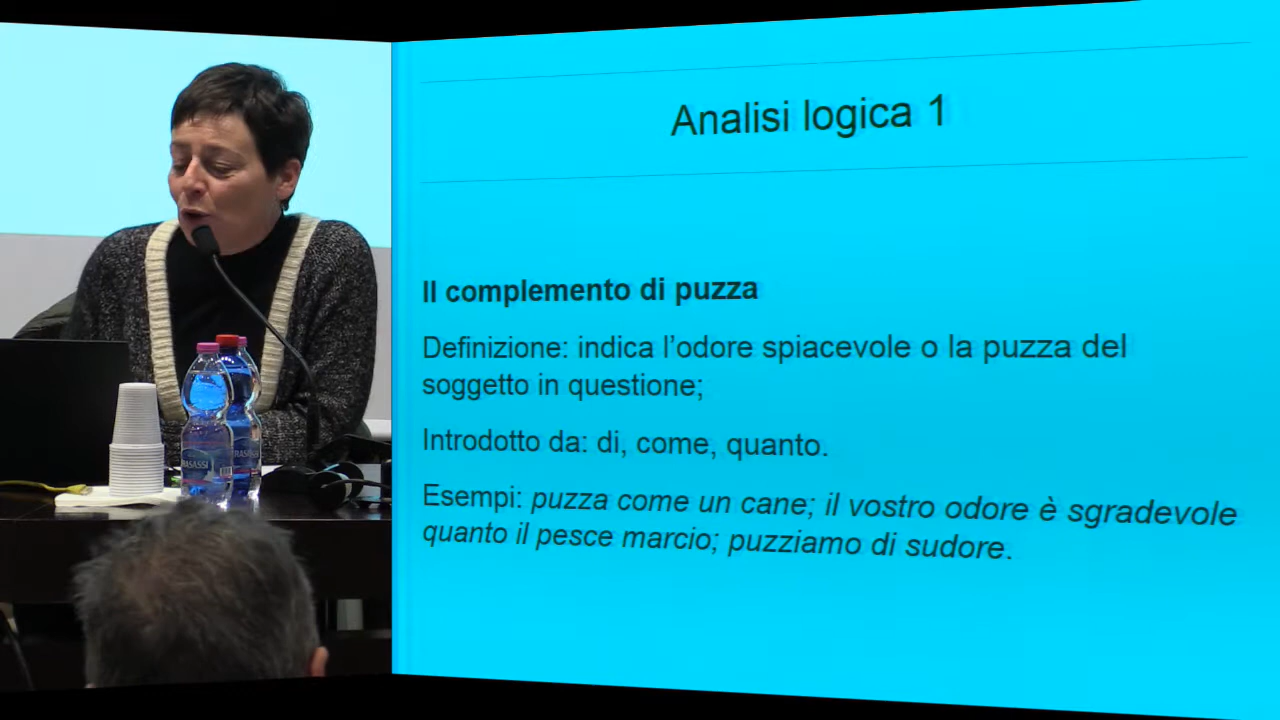 Analisi logica 1
Il complemento di puzza
Definizione: indica l'odore spiacevole o la puzza del
soggetto in questione;
Introdotto da: di, come, quanto.
Esempi: puzza come un cane; il vostro odore è sgradevole
quanto il pesce marcio; puzziamo di sudore.